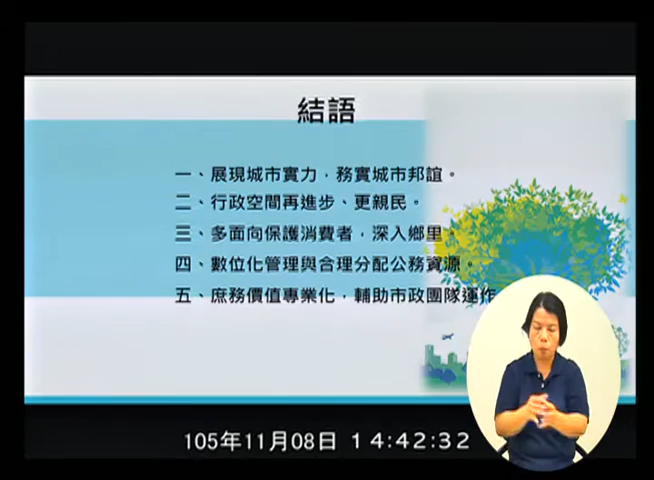 結語
一、展現城市實力，務實城市邦誼。
二、行政空間再進步、更親民。
三、多面向保護消費者，深入鄉里。
四、數位化管理與合理分配公務資源。
五、庶務價值專業化，輔助市政團隊運作
105年11月08日 14:42:32